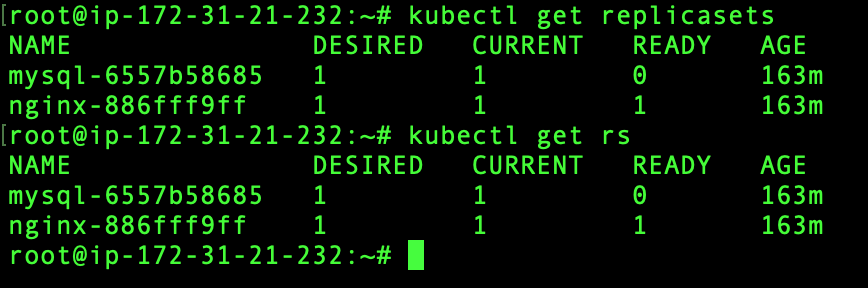 [root@ip-172-31-21-232:~# kubectl get replicasets
NAME DESIRED CURRENT READY AGE
mysql-6557b58685 1 1 0 163m
nginx-886fff9ff 1 1 1 163m
[root@ip-172-31-21-232:~# kubectl get rs
NAME DESIRED CURRENT READY AGE
mysql-6557b58685 1 1 0 163m
nginx-886fff9ff 1 1 1 163m
root@ip-172-31-21-232:~#